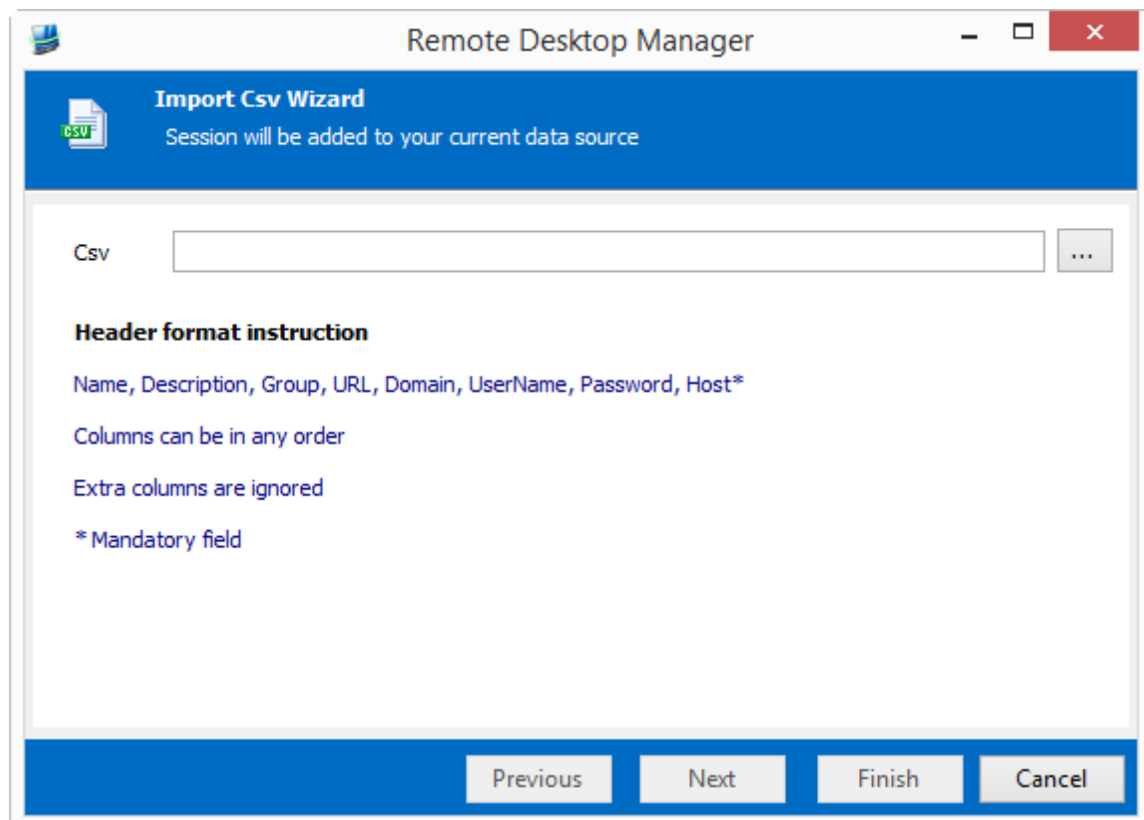 Remote Desktop Manager
Import Csv Wizard
CSV
Session will be added to your current data source
Csv
...
Header format instruction
Name, Description, Group, URL, Domain, UserName, Password, Host*
Columns can be in any order
Extra columns are ignored
* Mandatory field
Previous Next Finish Cancel